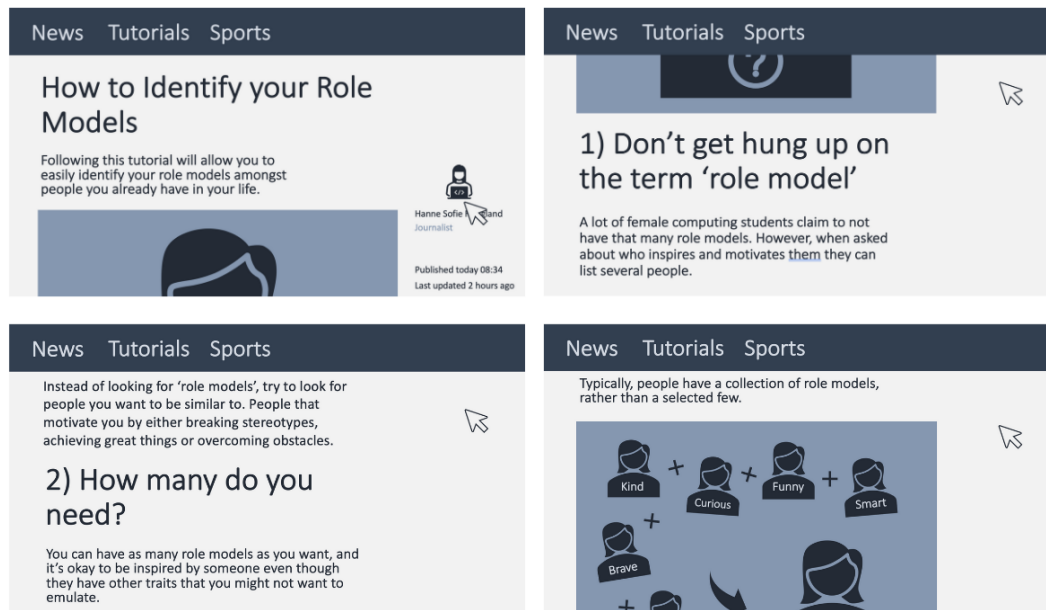 News Tutorials Sports
How to Identify your Role
Models
Following this tutorial will allow you to
easily identify your role models amongst
people you already have in your life.
</>
Hanne Sofie land
Journalist
Published today 08:34
Last updated 2 hours ago
News Tutorials Sports
?
1) Don’t get hung up on
the term ‘role model’
A lot of female computing students claim to not
have that many role models. However, when asked
about who inspires and motivates them they can
list several people.
News Tutorials Sports
Instead of looking for ‘role models’, try to look for
people you want to be similar to. People that
motivate you by either breaking stereotypes,
achieving great things or overcoming obstacles.
2) How many do you
need?
You can have as many role models as you want, and
it’s okay to be inspired by someone even though
they have other traits that you might not want to
emulate.
News Tutorials Sports
Typically, people have a collection of role models,
rather than a selected few.
Kind + Curious + Funny + Smart
+
Brave
+